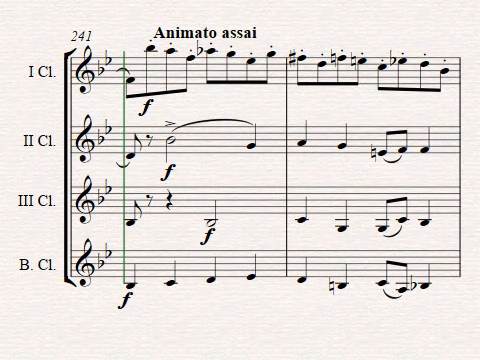 241
Animato assai
I Cl.
f
II Cl.
f
III Cl.
f
B. Cl.
f